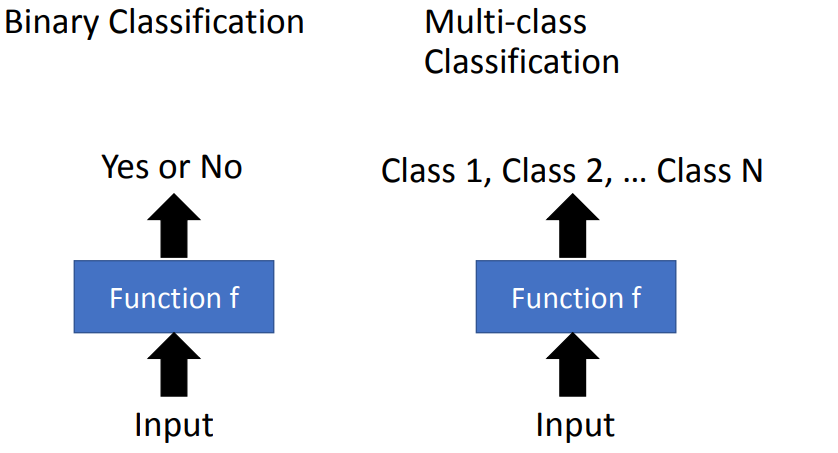 Binary Classification
Multi-class
Classification
Yes or No
Class 1, Class 2, … Class N
Function f
Function f
Input
Input